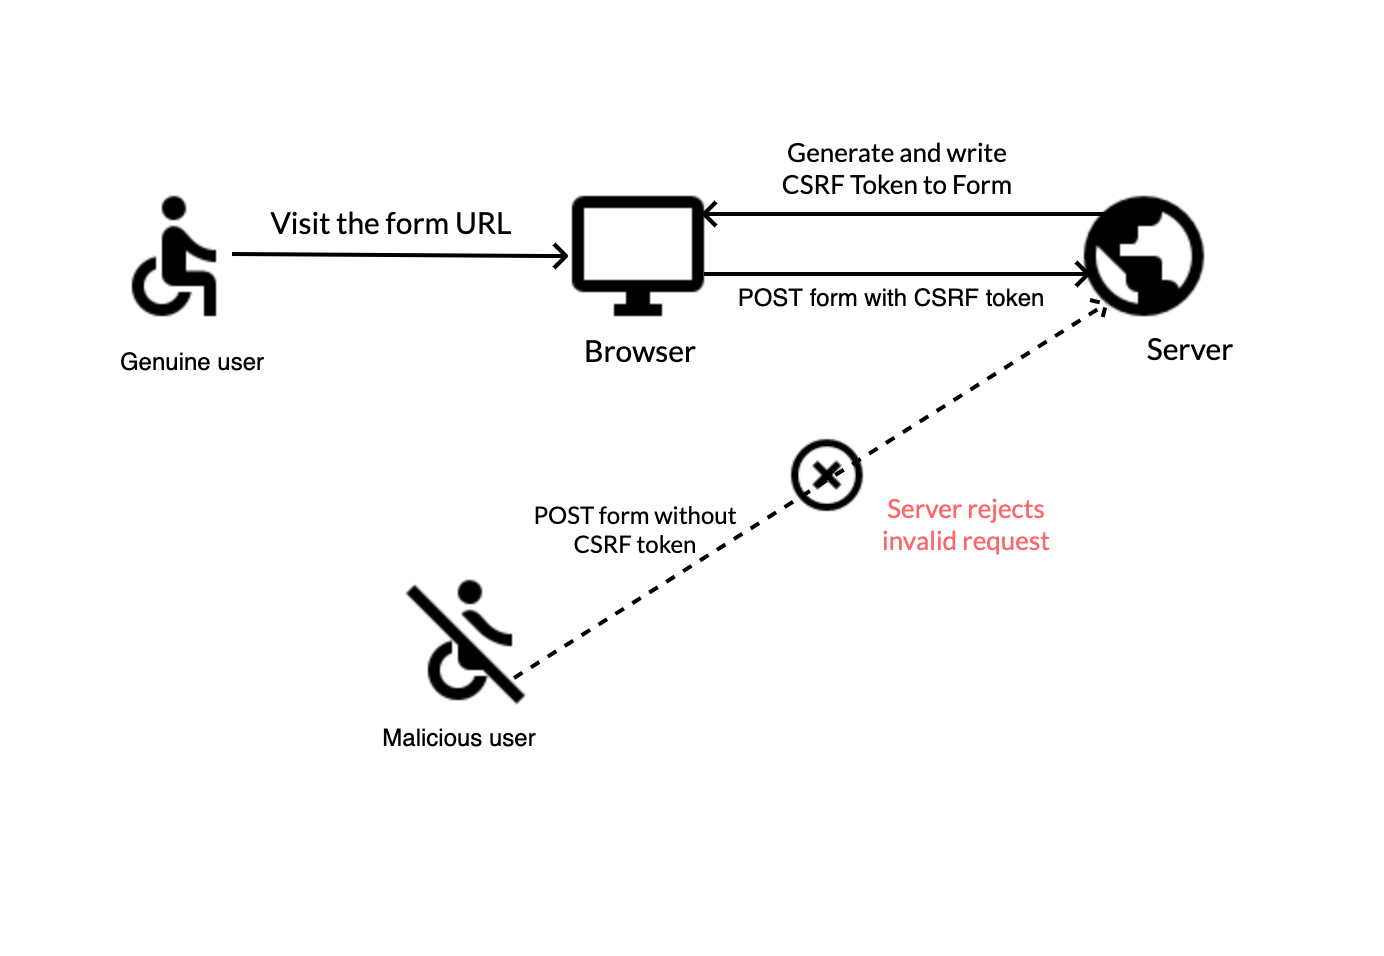 Generate and write
CSRF Token to Form
Visit the form URL
POST form with CSRF token
Genuine user
Browser
Server
POST form without
CSRF token
Server rejects
invalid request
Malicious user